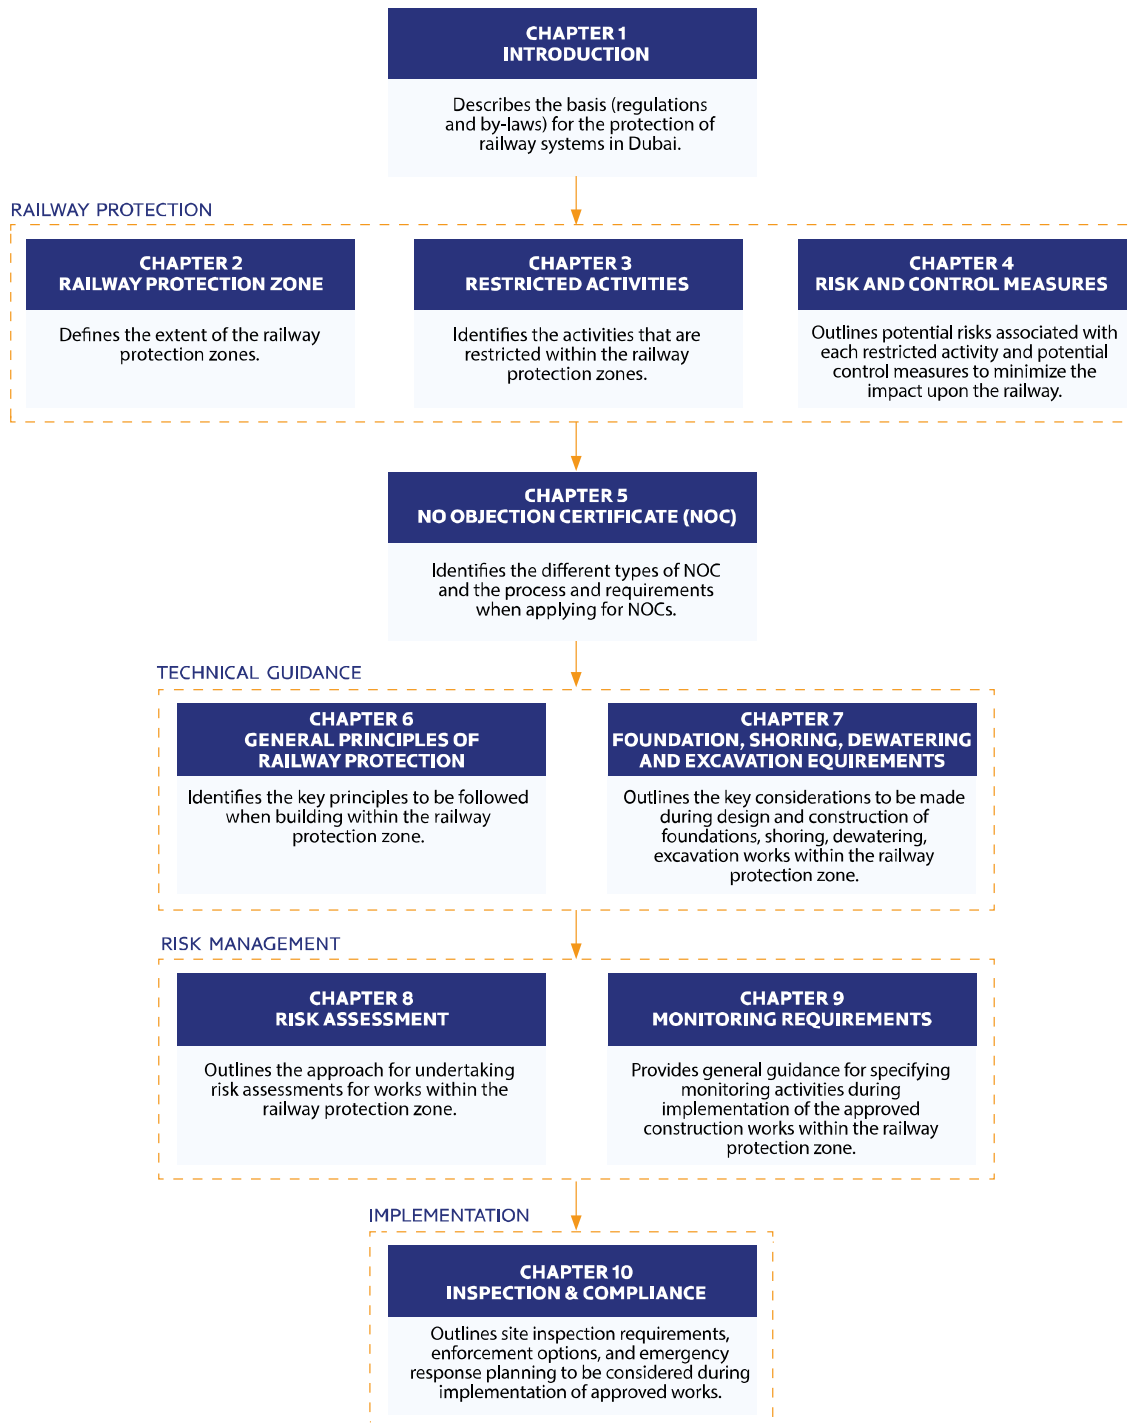 CHAPTER 1
INTRODUCTION
Describes the basis (regulations
and by-laws) for the protection of
railway systems in Dubai.
RAILWAY PROTECTION
CHAPTER 2
RAILWAY PROTECTION ZONE
Defines the extent of the railway
protection zones.
CHAPTER 3
RESTRICTED ACTIVITIES
Identifies the activities that are
restricted within the railway
protection zones.
CHAPTER 4
RISK AND CONTROL MEASURES
Outlines potential risks associated with
each restricted activity and potential
control measures to minimize the
impact upon the railway.
CHAPTER 5
NO OBJECTION CERTIFICATE (NOC)
Identifies the different types of NOC
and the process and requirements
when applying for NOCs.
TECHNICAL GUIDANCE
CHAPTER 6
GENERAL PRINCIPLES OF
RAILWAY PROTECTION
Identifies the key principles to be followed
when building within the railway
protection zone.
CHAPTER 7
FOUNDATION, SHORING, DEWATERING
AND EXCAVATION EQUIREMENTS
Outlines the key considerations to be made
during design and construction of
foundations, shoring, dewatering,
excavation works within the railway
protection zone.
RISK MANAGEMENT
CHAPTER 8
RISK ASSESSMENT
Outlines the approach for undertaking
risk assessments for works within the
railway protection zone.
CHAPTER 9
MONITORING REQUIREMENTS
Provides general guidance for specifying
monitoring activities during
implementation of the approved
construction works within the railway
protection zone.
IMPLEMENTATION
CHAPTER 10
INSPECTION & COMPLIANCE
Outlines site inspection requirements,
enforcement options, and emergency
response planning to be considered during
implementation of approved works.